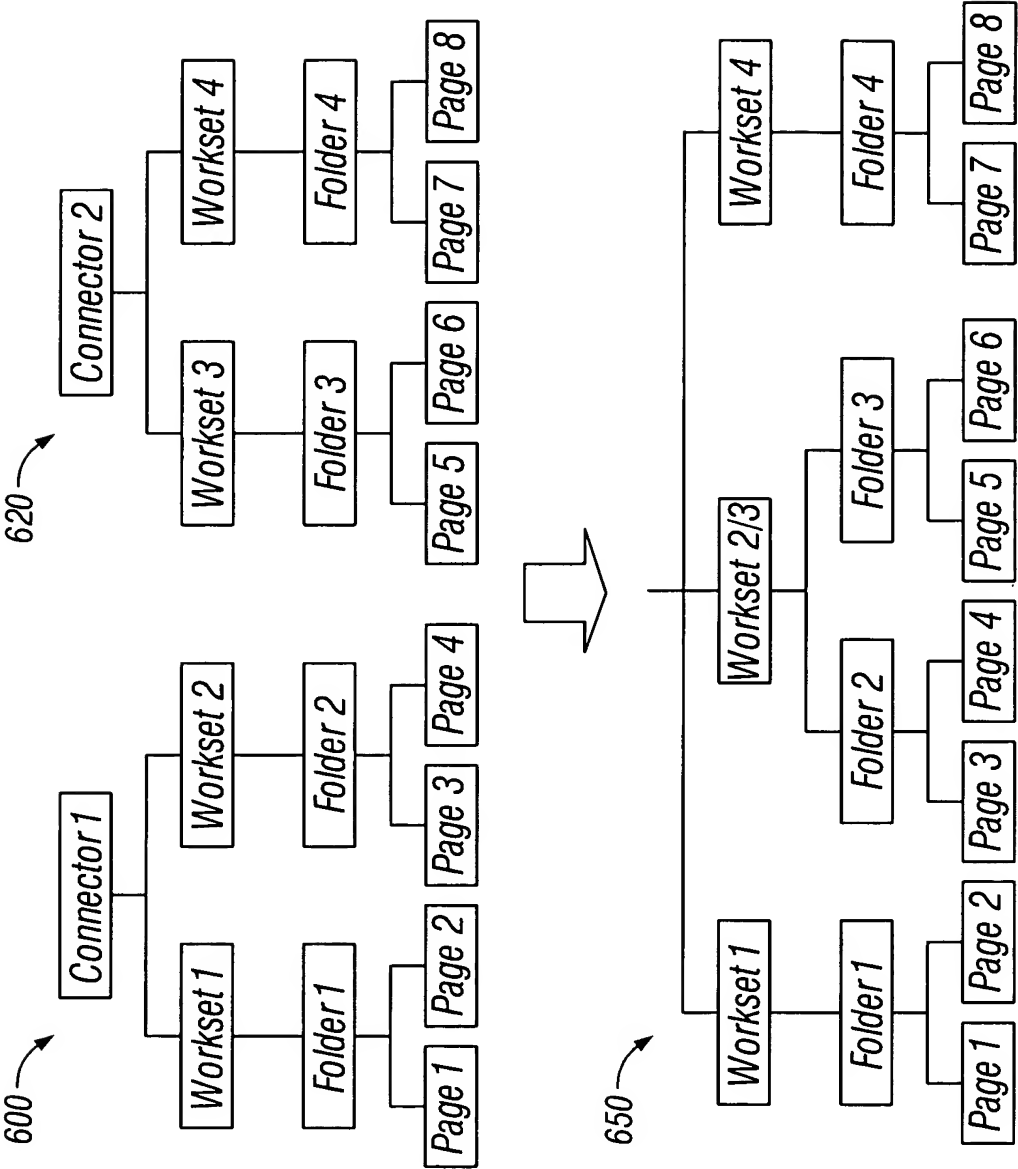 600
Connector 1
Workset 1
Workset 2
Folder 1
Folder 2
Page 1
Page 2
Page 3
Page 4
620
Connector 2
Workset 3
Workset 4
Folder 3
Folder 4
Page 5
Page 6
Page 7
Page 8
650
Workset 1
Workset 2/3
Workset 4
Folder 1
Folder 2
Folder 3
Folder 4
Page 1
Page 2
Page 3
Page 4
Page 5
Page 6
Page 7
Page 8